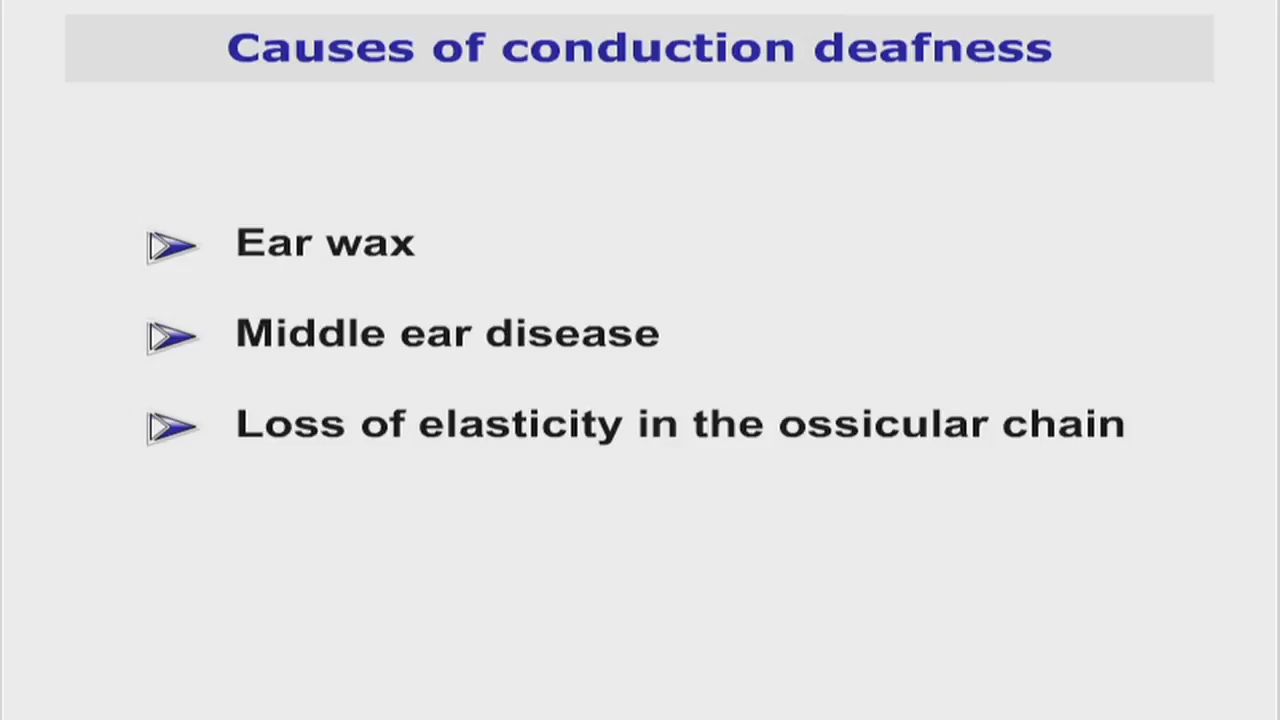 Causes of conduction deafness
Ear wax
Middle ear disease
Loss of elasticity in the ossicular chain